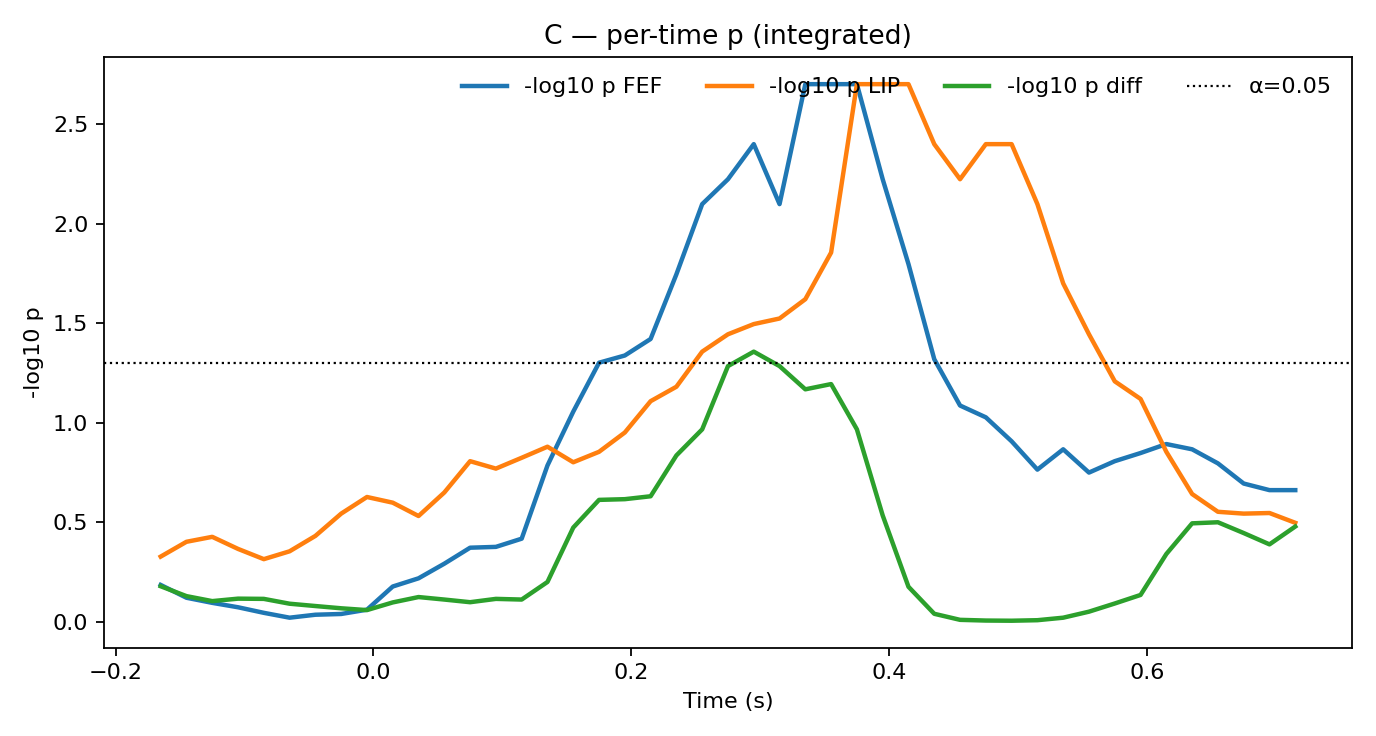 C — per-time p (integrated)
-log10 p FEF
-log10 p LIP
-log10 p diff
α=0.05
-log10 p
2.5
2.0
1.5
1.0
0.5
0.0
−0.2
0.0
0.2
0.4
0.6
Time (s)